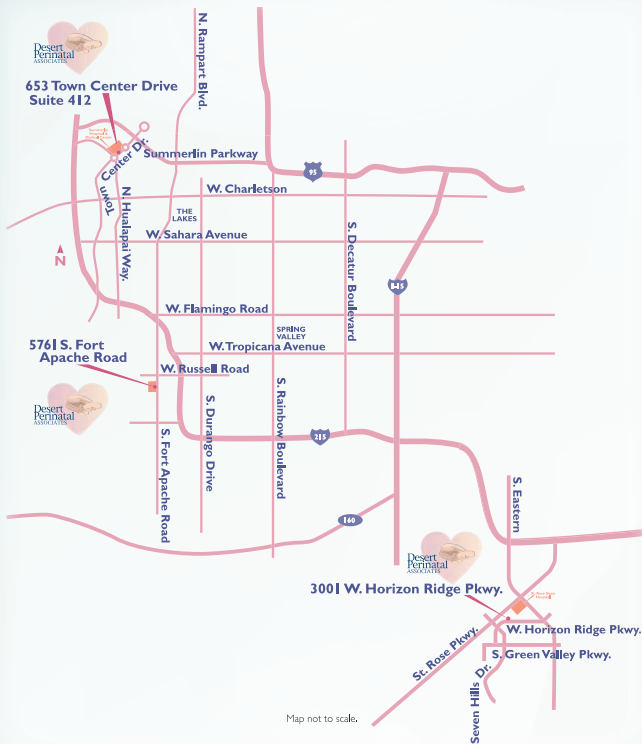 N. Rampart Blvd.
Desert
Perinatal
ASSOCIATES
653 Town Center Drive
Suite 412
Town Center Dr.
Summerlin Parkway
95
W. Charletson
N. Hualapai Way.
THE
LAKES
W. Sahara Avenue
S. Decatur Boulevard
N
W. Flamingo Road
SPRING
VALLEY
5761 S. Fort
Apache Road
W. Tropicana Avenue
W. Russell Road
Desert
Perinatal
ASSOCIATES
S. Fort Apache Road
S. Durango Drive
S. Rainbow Boulevard
215
160
S. Eastern
Desert
Perinatal
ASSOCIATES
3001 W. Horizon Ridge Pkwy.
W. Horizon Ridge Pkwy.
St. Rose Pkwy.
S. Green Valley Pkwy.
Seven Hills Dr.
Map not to scale.